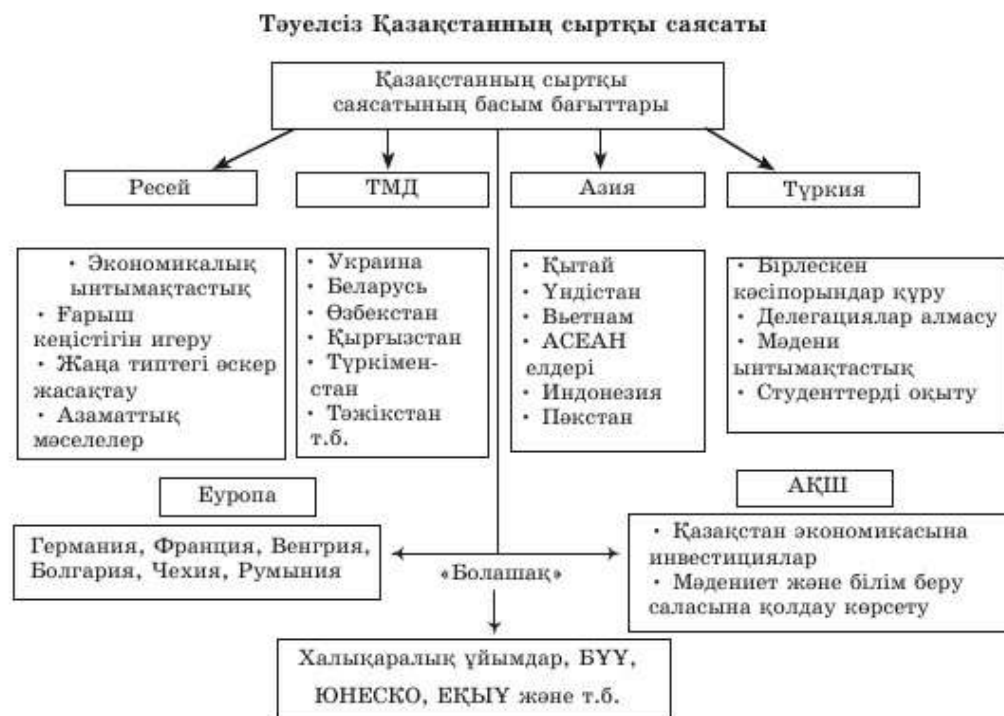 Тәуелсіз Қазақстанның сыртқы саясаты
Қазақстанның сыртқы
саясатының басым бағыттары
Ресей
ТМД
Азия
Түркия
• Экономикалық
ынтымақтастық
• Ғарыш
кеңістігін игеру
• Жаңа типтегі әскер
жасақтау
• Азаматтық
мәселелер
• Украина
• Беларусь
• Өзбекстан
• Қырғызстан
• Түркімен-
стан
• Тәжікстан
т.б.
• Қытай
• Үндістан
• Вьетнам
• АСЕАН
елдері
• Индонезия
• Пәкстан
• Бірлескен
кәсіпорындар құру
• Делегациялар алмасу
• Мәдени
ынтымақтастық
• Студенттерді оқыту
Еуропа
Германия, Франция, Венгрия,
Болгария, Чехия, Румыния
«Болашақ»
АҚШ
• Қазақстан экономикасына
инвестициялар
• Мәдениет және білім беру
саласына қолдау көрсету
Халықаралық ұйымдар, БҰҰ,
ЮНЕСКО, ЕҚЫҰ және т.б.